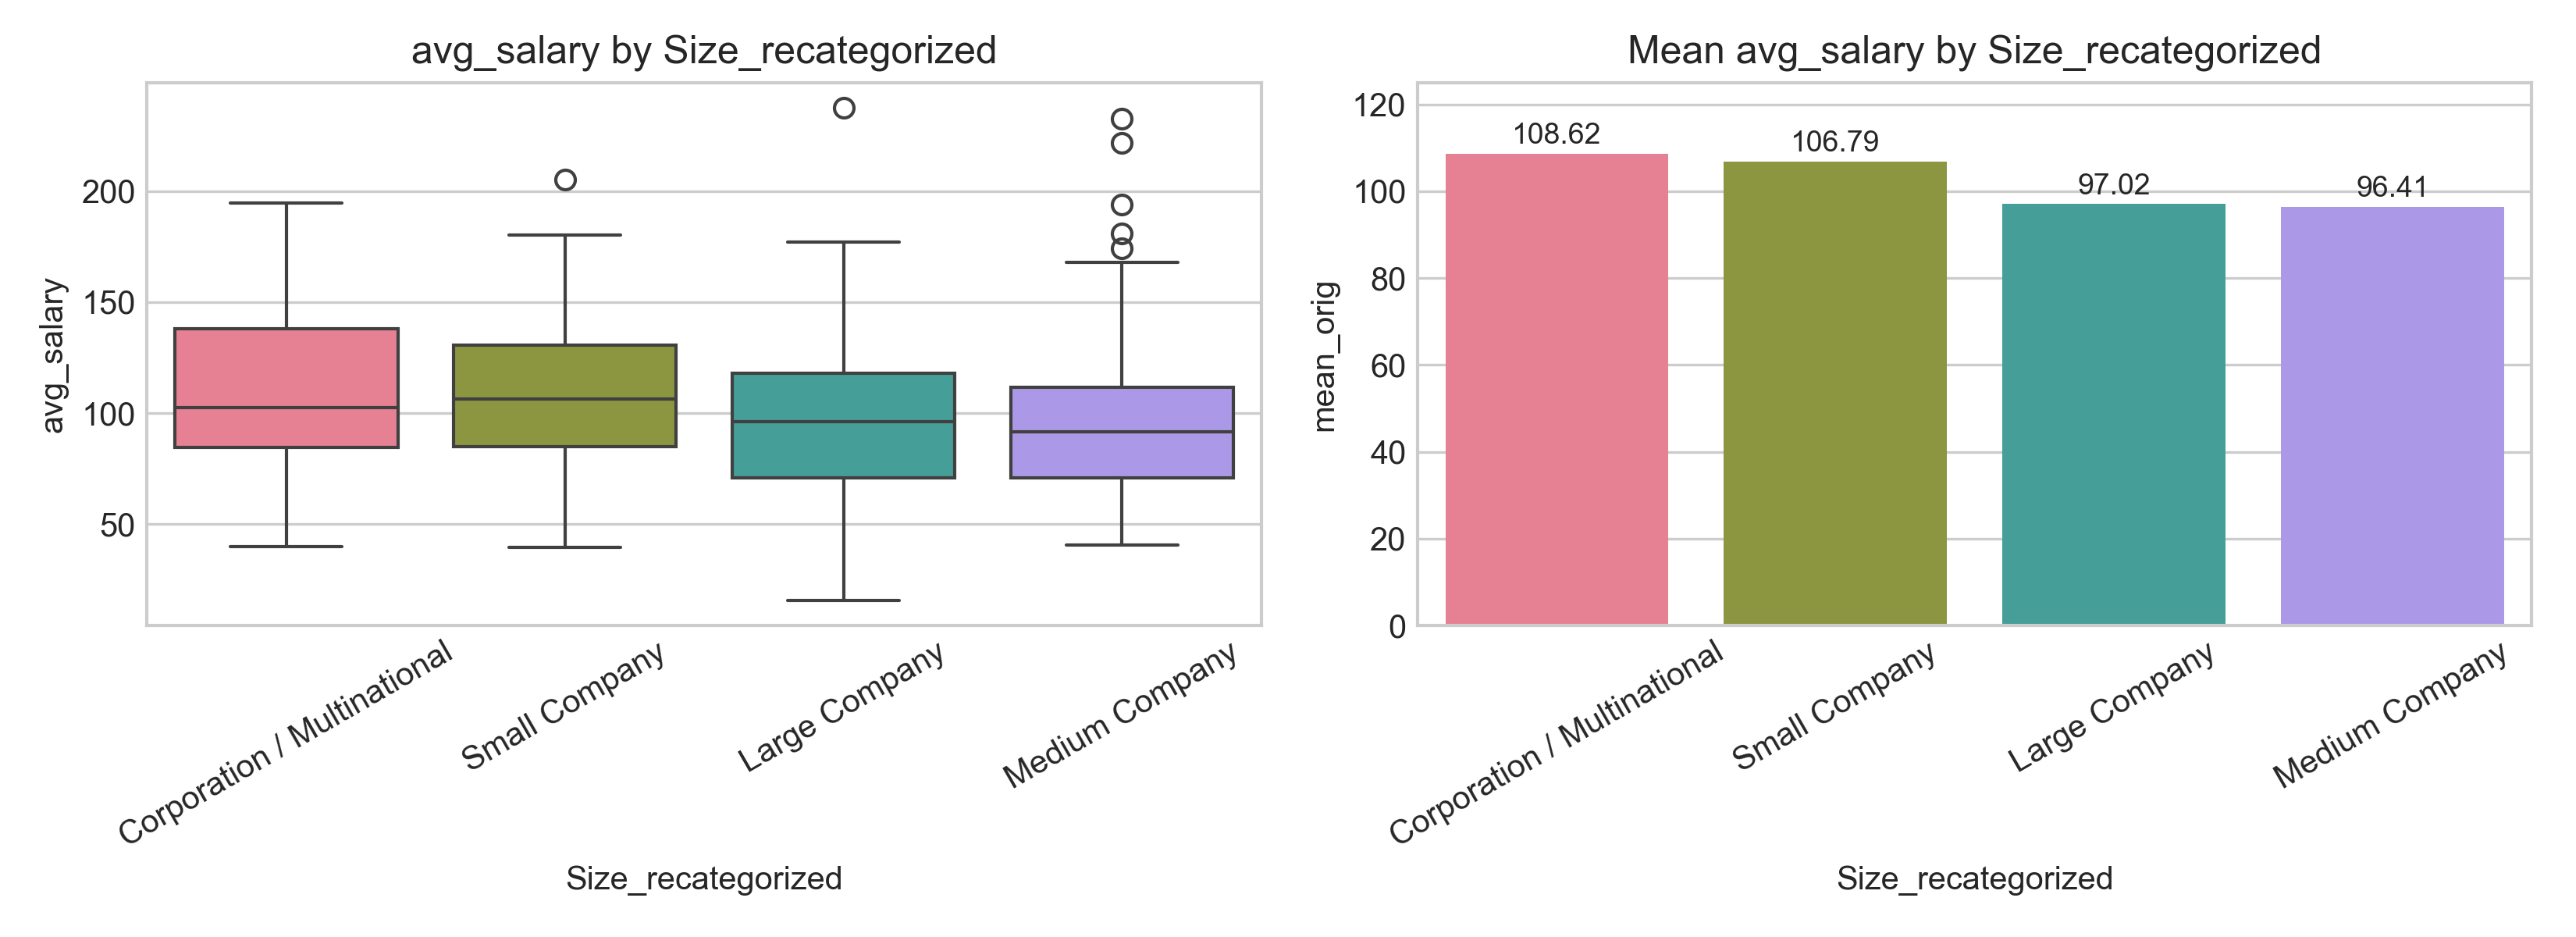 avg_salary by Size_recategorized
avg_salary
200
150
100
50
Corporation / Multinational
Small Company
Large Company
Medium Company
Size_recategorized
Mean avg_salary by Size_recategorized
mean_orig
120
100
80
60
40
20
0
108.62
106.79
97.02
96.41
Corporation / Multinational
Small Company
Large Company
Medium Company
Size_recategorized